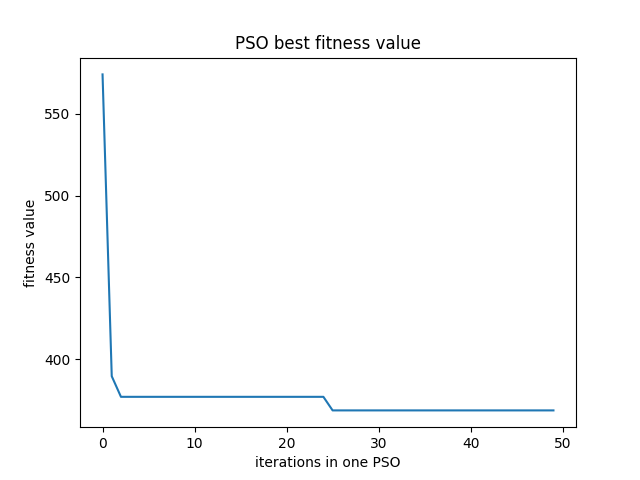 PSO best fitness value
fitness value
550
500
450
400
0 10 20 30 40 50
iterations in one PSO